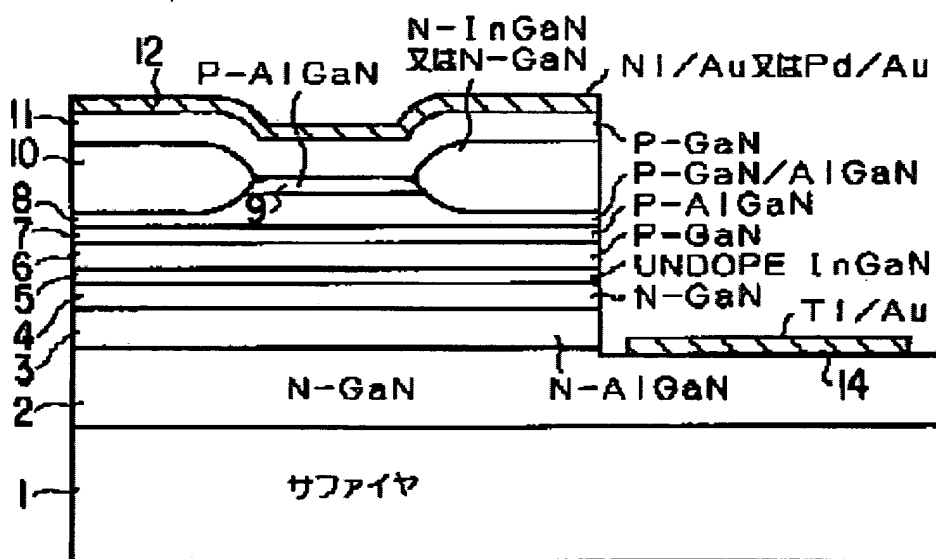 N-InGaN
又はN-GaN
P-AlGaN
12
Ni/Au又はPd/Au
11
10
9
8
7
6
5
4
3
2
1
P-GaN
P-GaN/AlGaN
P-AlGaN
P-GaN
UNDOPE InGaN
N-GaN
Ti/Au
14
N-GaN
N-AlGaN
サファイヤ